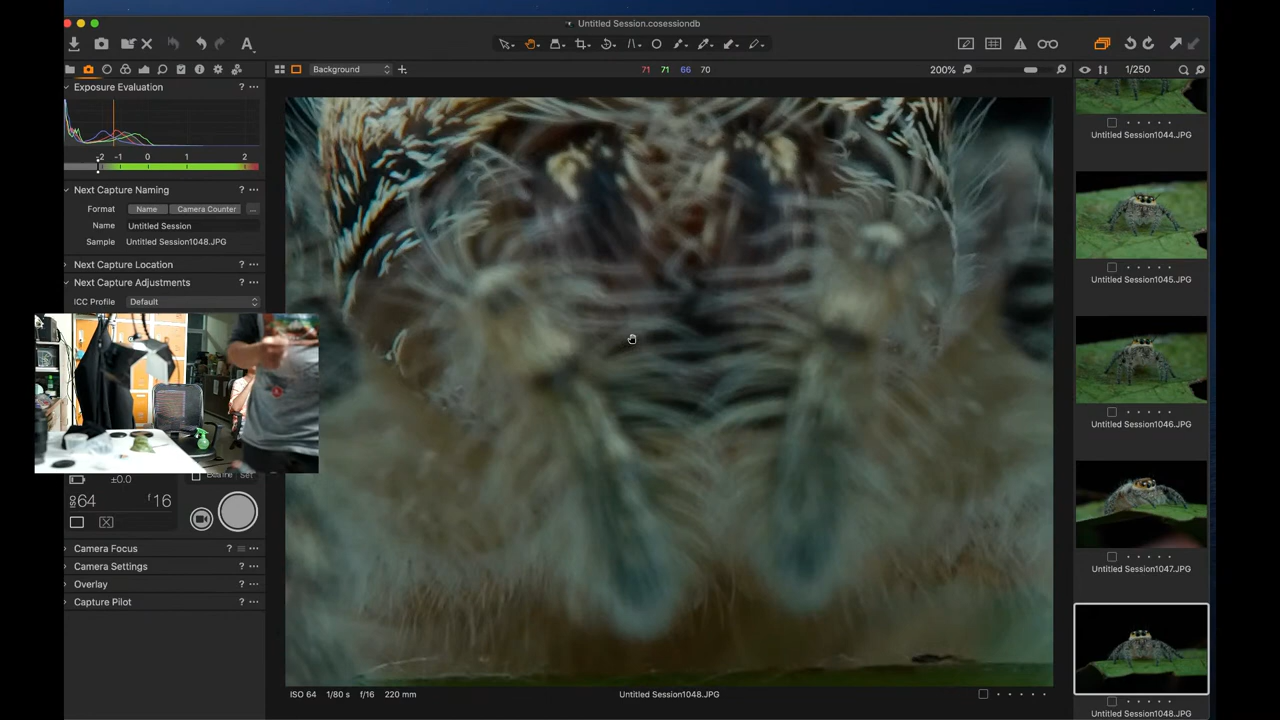 Untitled Session.cosessiondb
Background
71 71 66 70
200%
1/250
Exposure Evaluation ?
-2 -1 0 1 2
Next Capture Naming ?
Format Name Camera Counter
Name Untitled Session
Sample Untitled Session1048.JPG
Next Capture Location ?
Next Capture Adjustments ?
ICC Profile Default
±0.0
ISO 64 f 16
Camera Focus ?
Camera Settings ?
Overlay ?
Capture Pilot ?
ISO 64 1/80 s f/16 220 mm
Untitled Session1048.JPG
Untitled Session1044.JPG
Untitled Session1045.JPG
Untitled Session1046.JPG
Untitled Session1047.JPG
Untitled Session1048.JPG